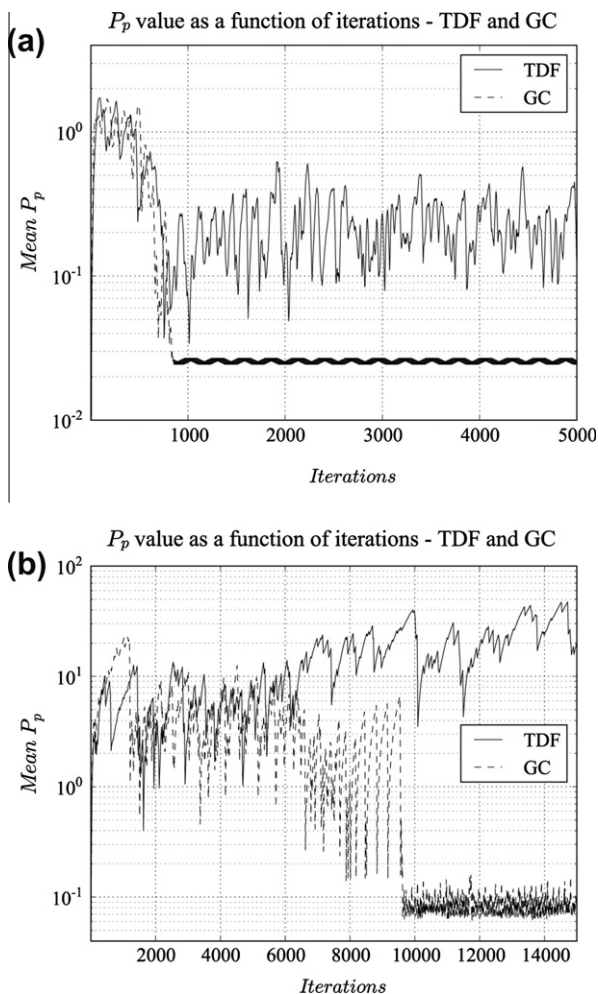 (a)
P_p value as a function of iterations - TDF and GC
TDF
GC
10^0
10^-1
10^-2
Mean P_p
1000 2000 3000 4000 5000
Iterations
(b)
P_p value as a function of iterations - TDF and GC
10^2
10^1
10^0
10^-1
Mean P_p
TDF
GC
2000 4000 6000 8000 10000 12000 14000
Iterations